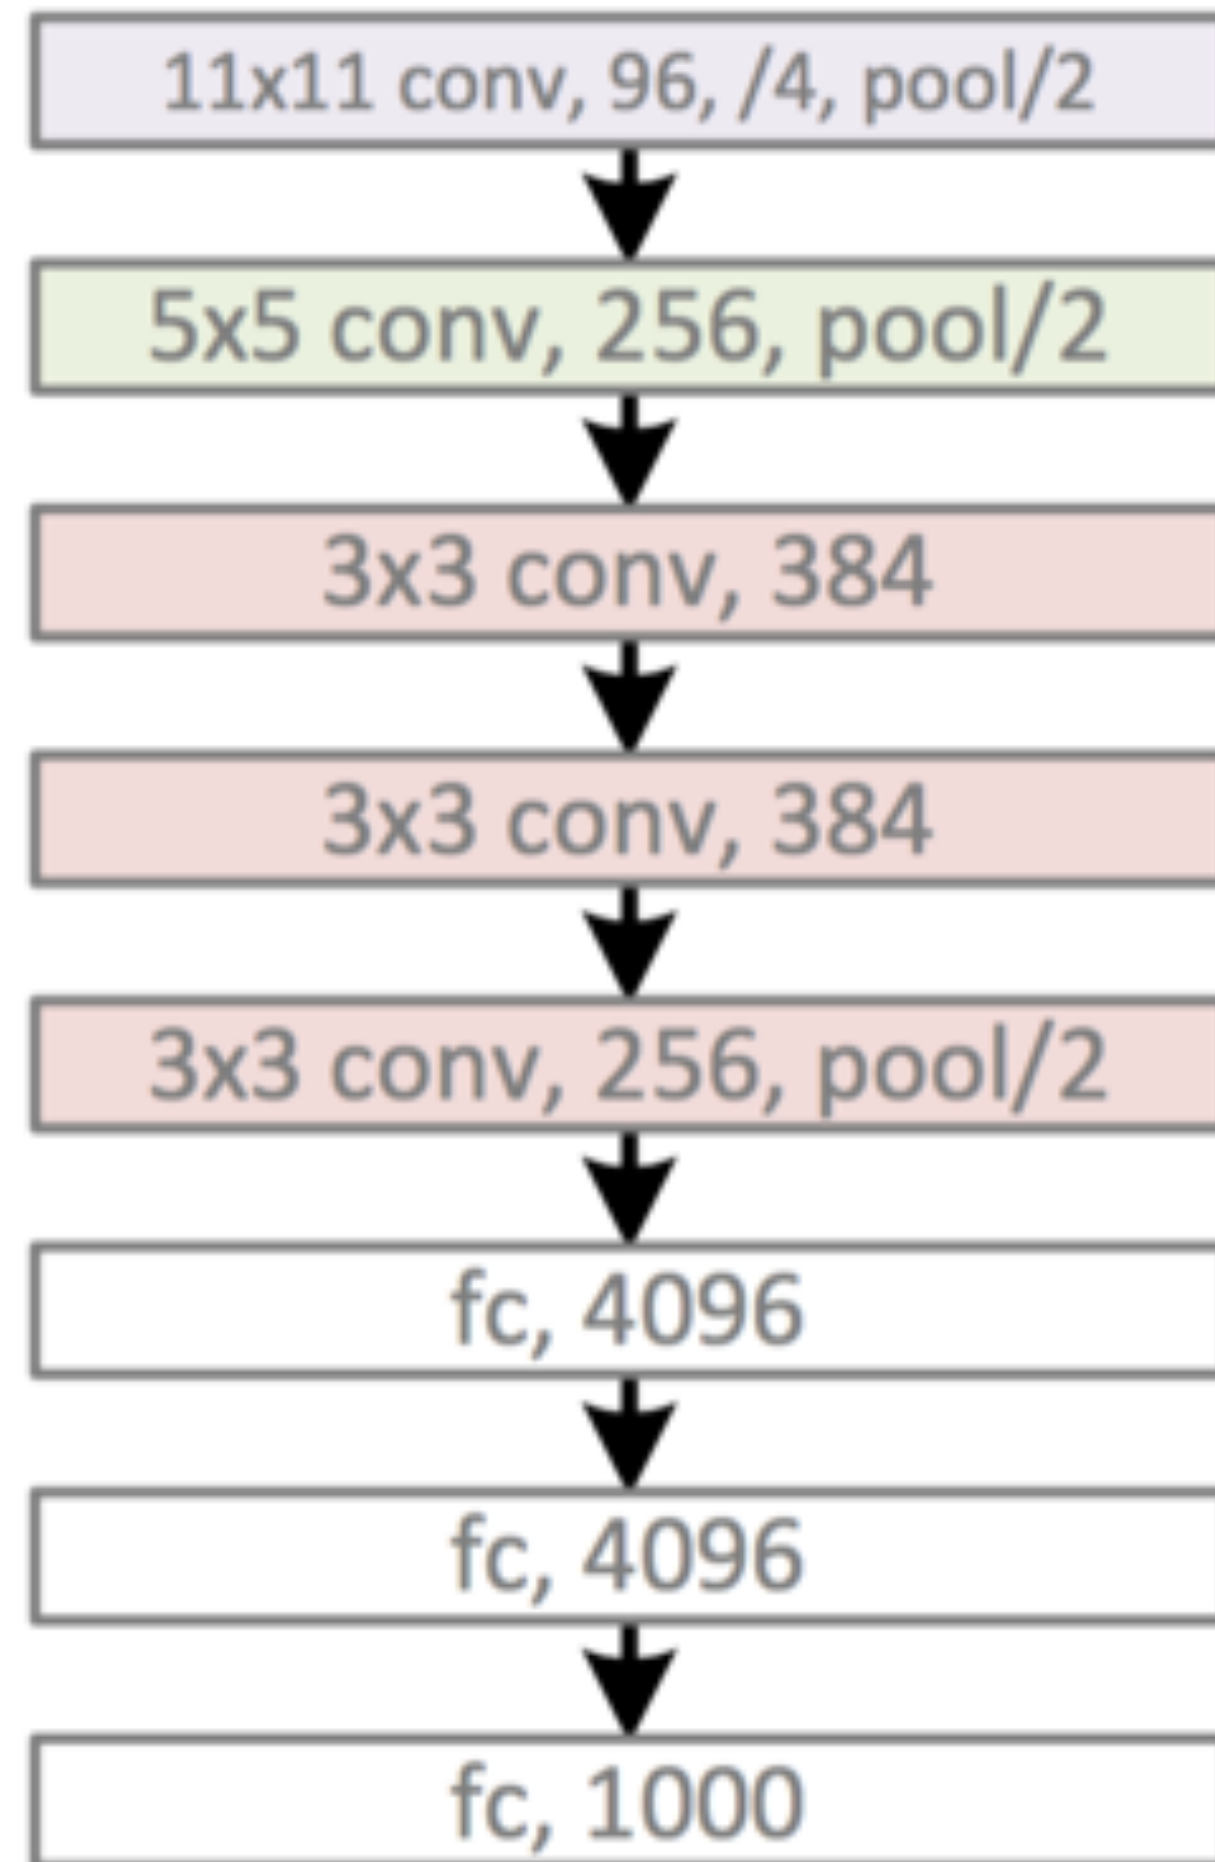 11x11 conv, 96, /4, pool/2
5x5 conv, 256, pool/2
3x3 conv, 384
3x3 conv, 384
3x3 conv, 256, pool/2
fc, 4096
fc, 4096
fc, 1000